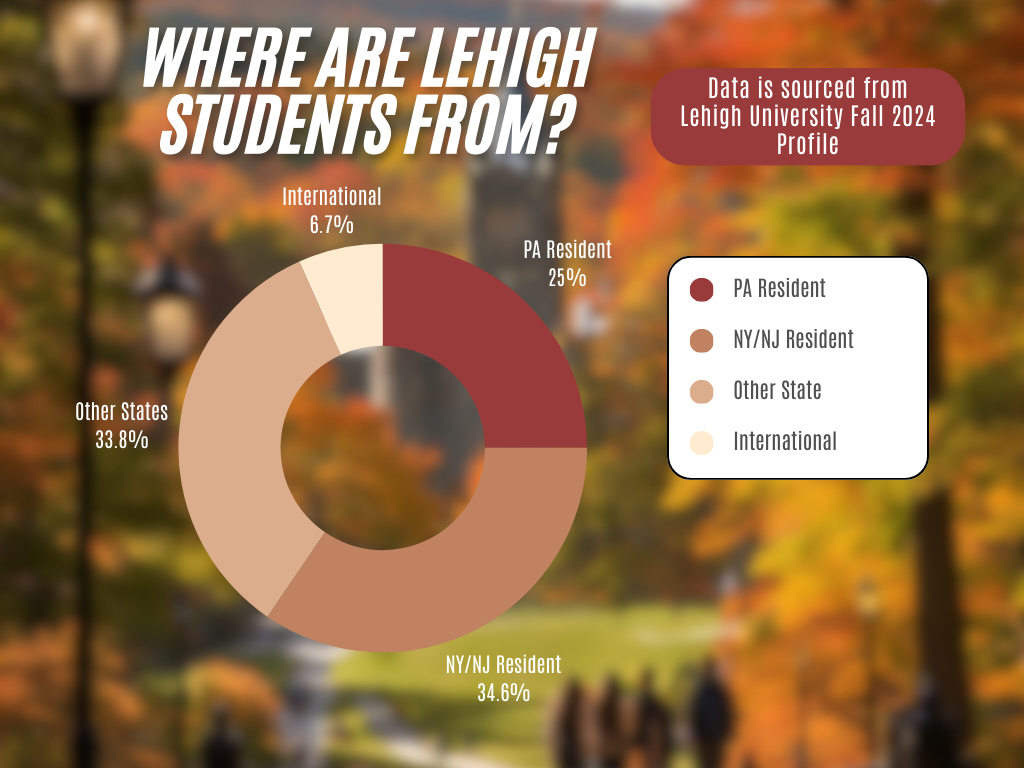 WHERE ARE LEHIGH
STUDENTS FROM?
Data is sourced from
Lehigh University Fall 2024
Profile
International
6.7%
PA Resident
25%
Other States
33.8%
NY/NJ Resident
34.6%
PA Resident
NY/NJ Resident
Other State
International